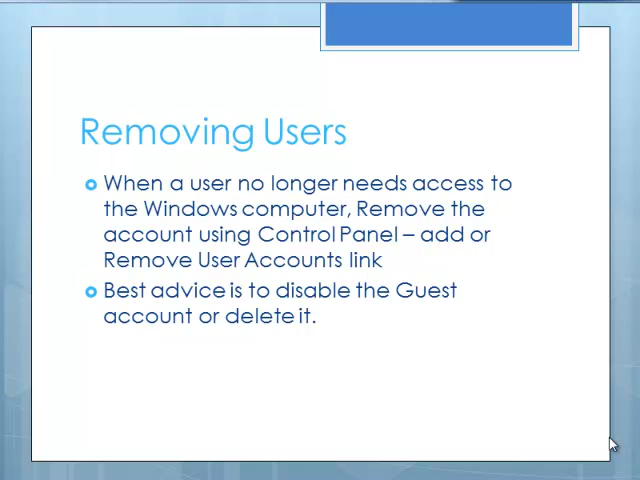 Removing Users
When a user no longer needs access to
the Windows computer, Remove the
account using Control Panel – add or
Remove User Accounts link
Best advice is to disable the Guest
account or delete it.